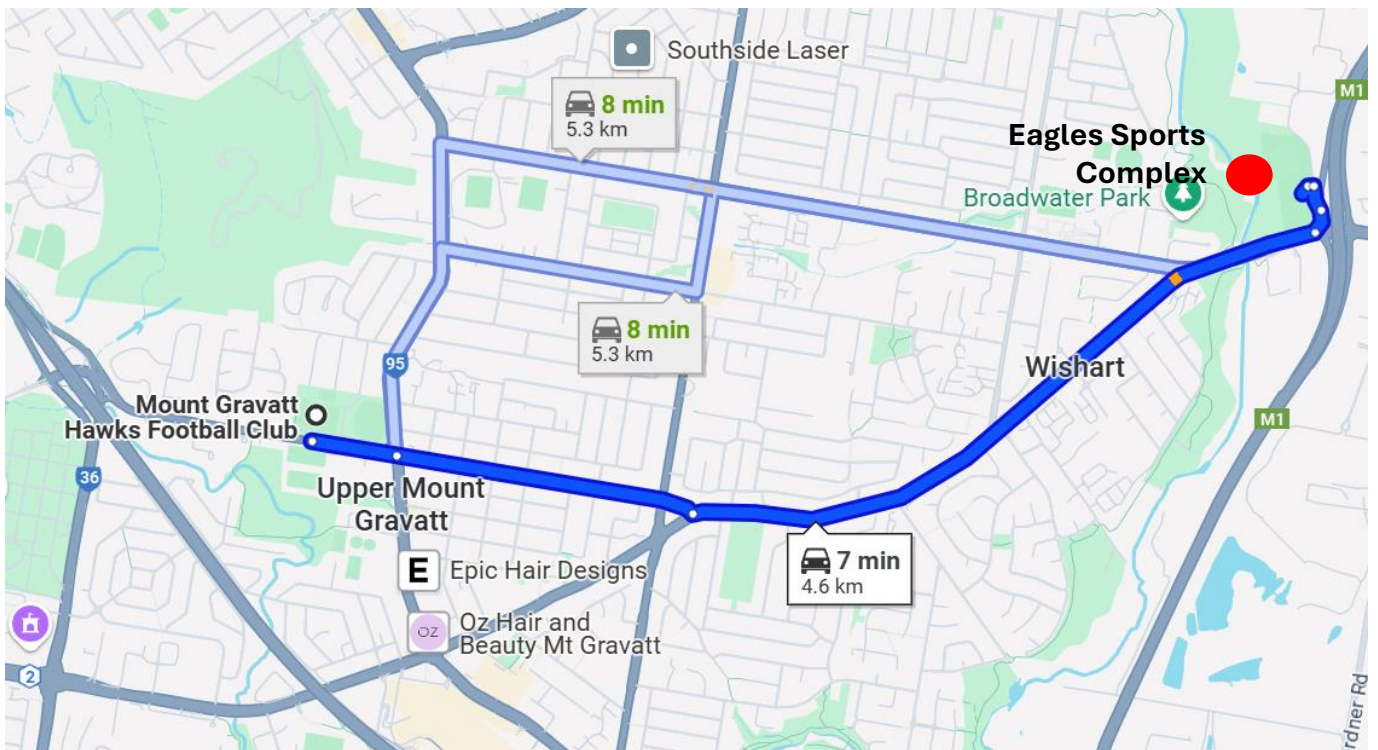 Southside Laser
8 min
5.3 km
M1
Eagles Sports
Complex
Broadwater Park
8 min
5.3 km
95
Wishart
Mount Gravatt
Hawks Football Club
M1
36
Upper Mount
Gravatt
7 min
4.6 km
E
Epic Hair Designs
OZ
Oz Hair and
Beauty Mt Gravatt
2
rdner Rd